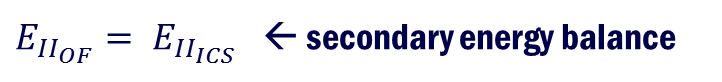 E_{II_{OF}} = E_{II_{ICS}} ← secondary energy balance